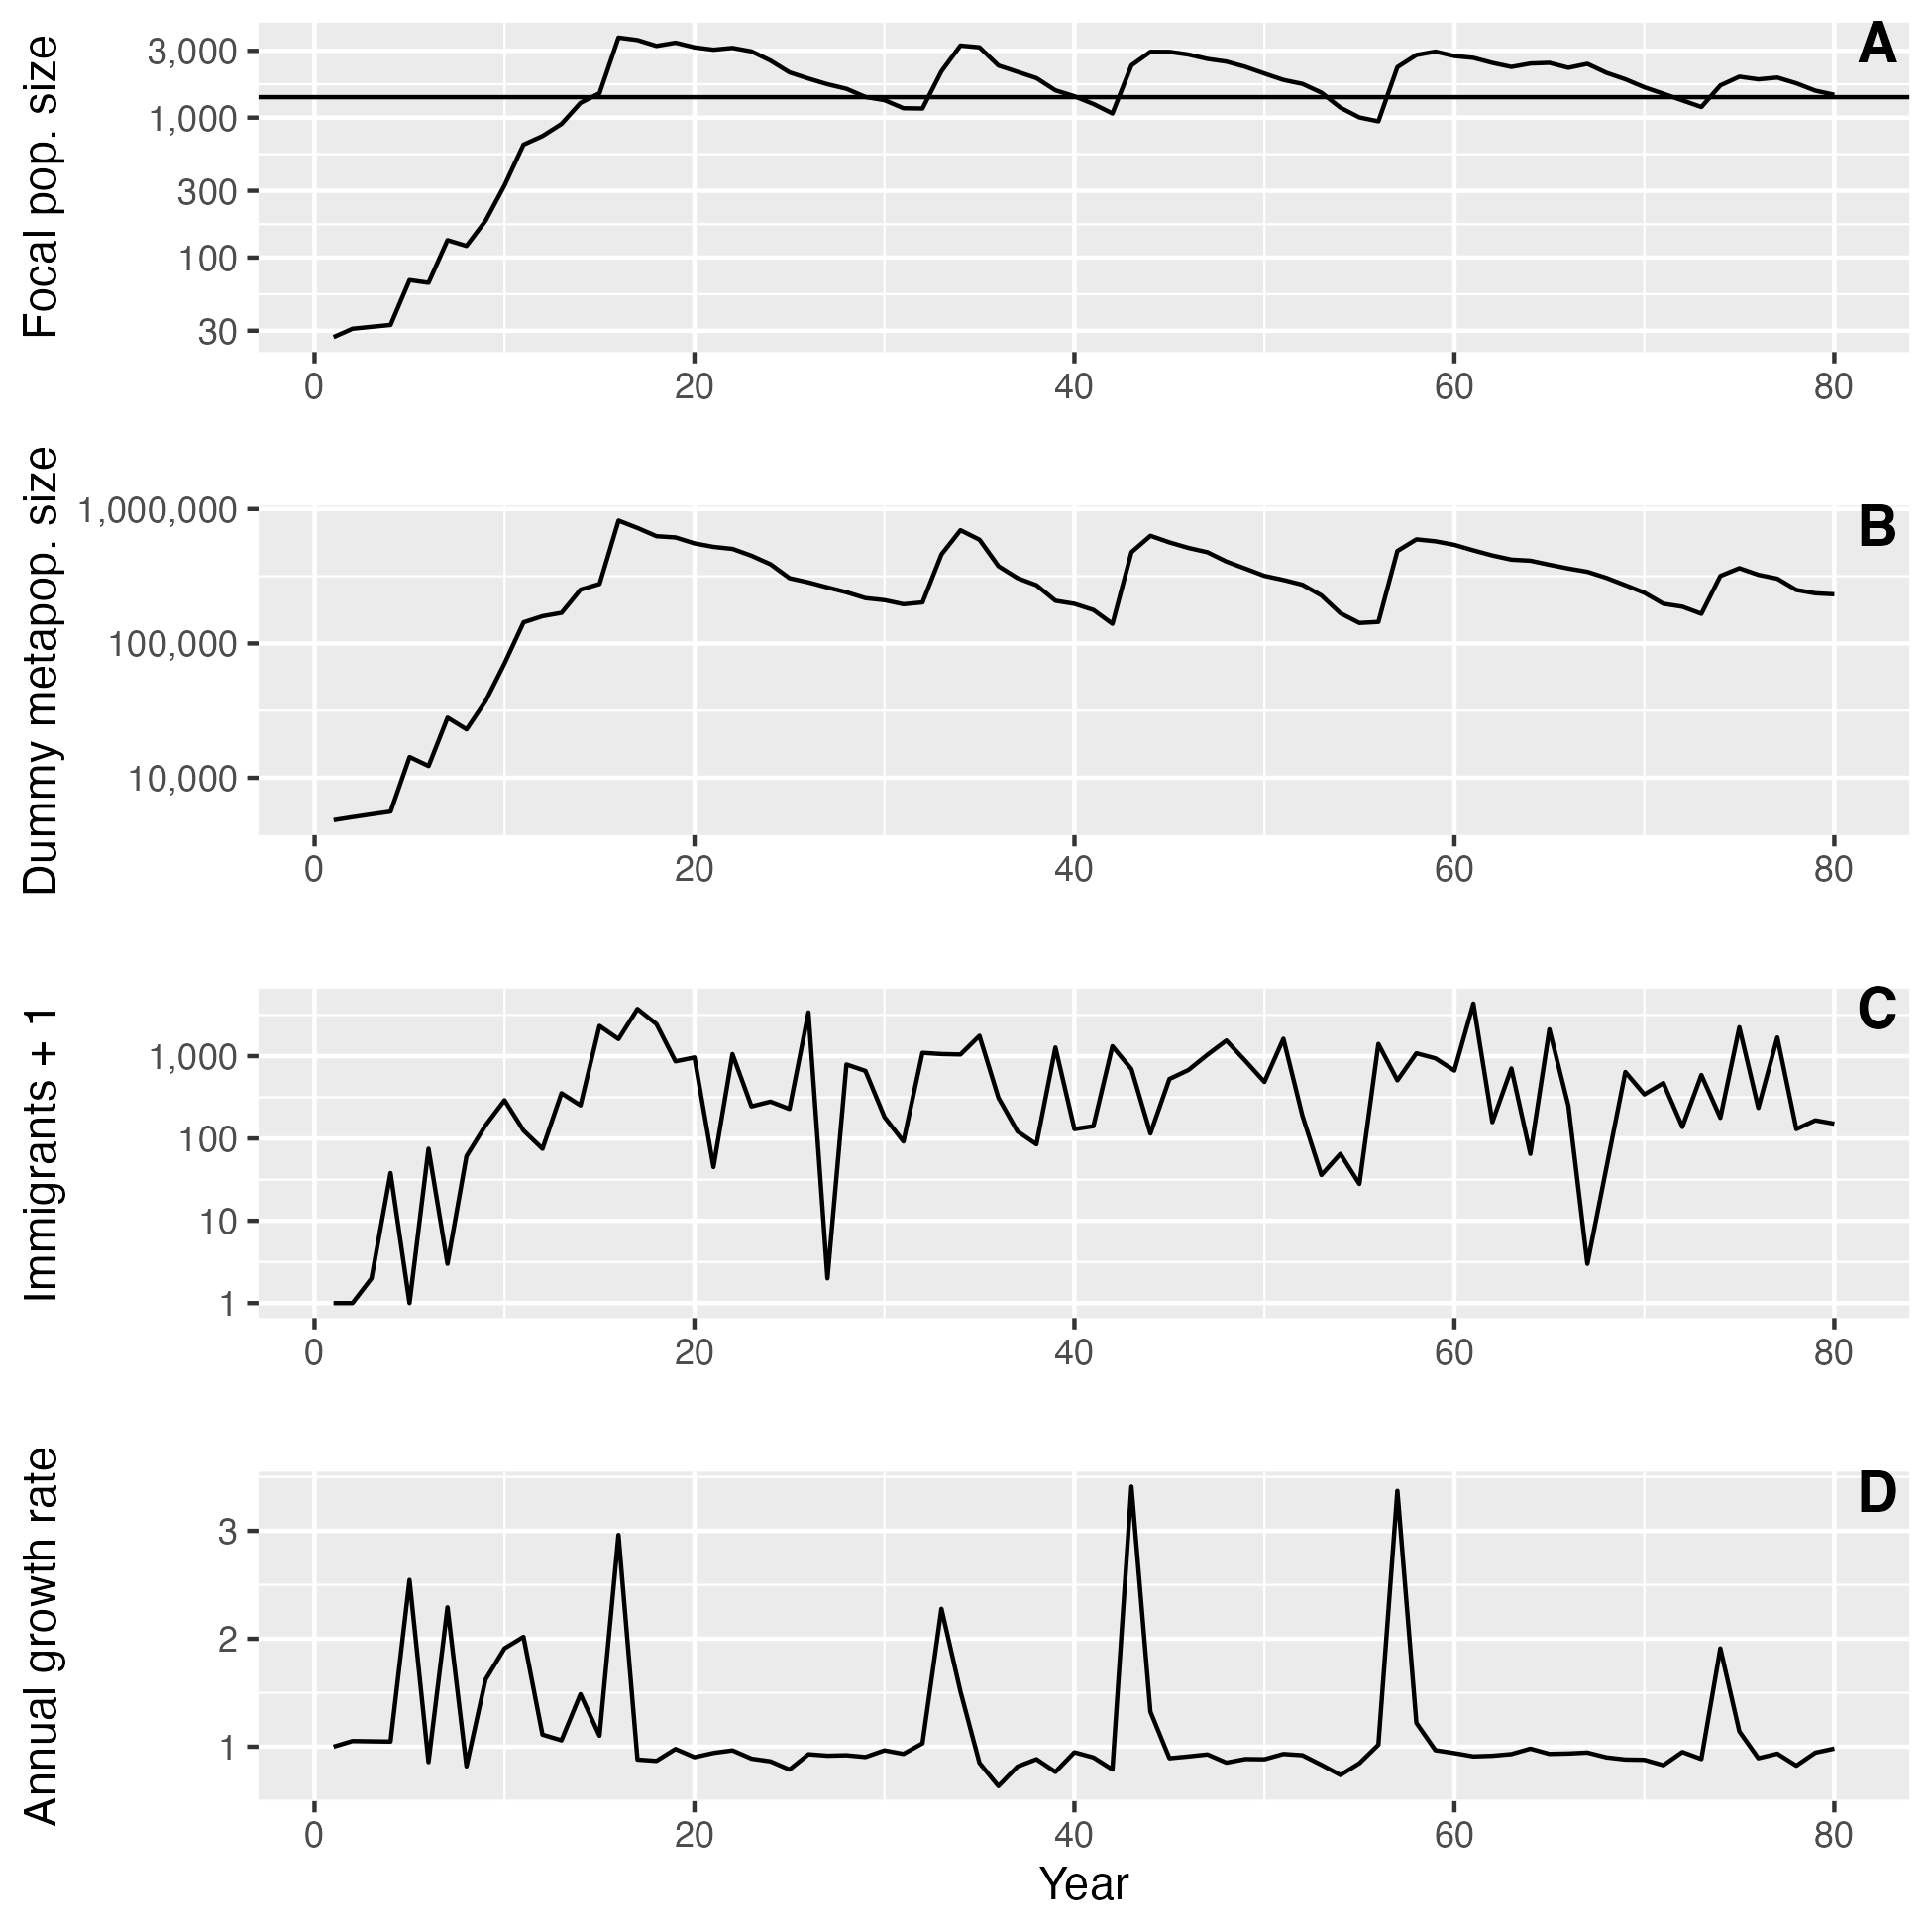 A
Focal pop. size
3,000
1,000
300
100
30
0 20 40 60 80
B
Dummy metapop. size
1,000,000
100,000
10,000
0 20 40 60 80
C
Immigrants + 1
1,000
100
10
1
0 20 40 60 80
D
Annual growth rate
3
2
1
0 20 40 60 80
Year